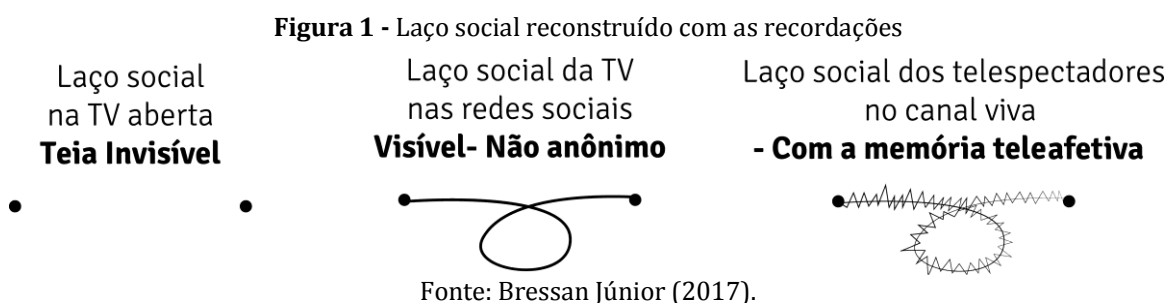 Figura 1 - Laço social reconstruído com as recordações
Laço social
na TV aberta
Teia Invisível
Laço social da TV
nas redes sociais
Visível- Não anônimo
Laço social dos telespectadores
no canal viva
- Com a memória teleafetiva
Fonte: Bressan Júnior (2017).